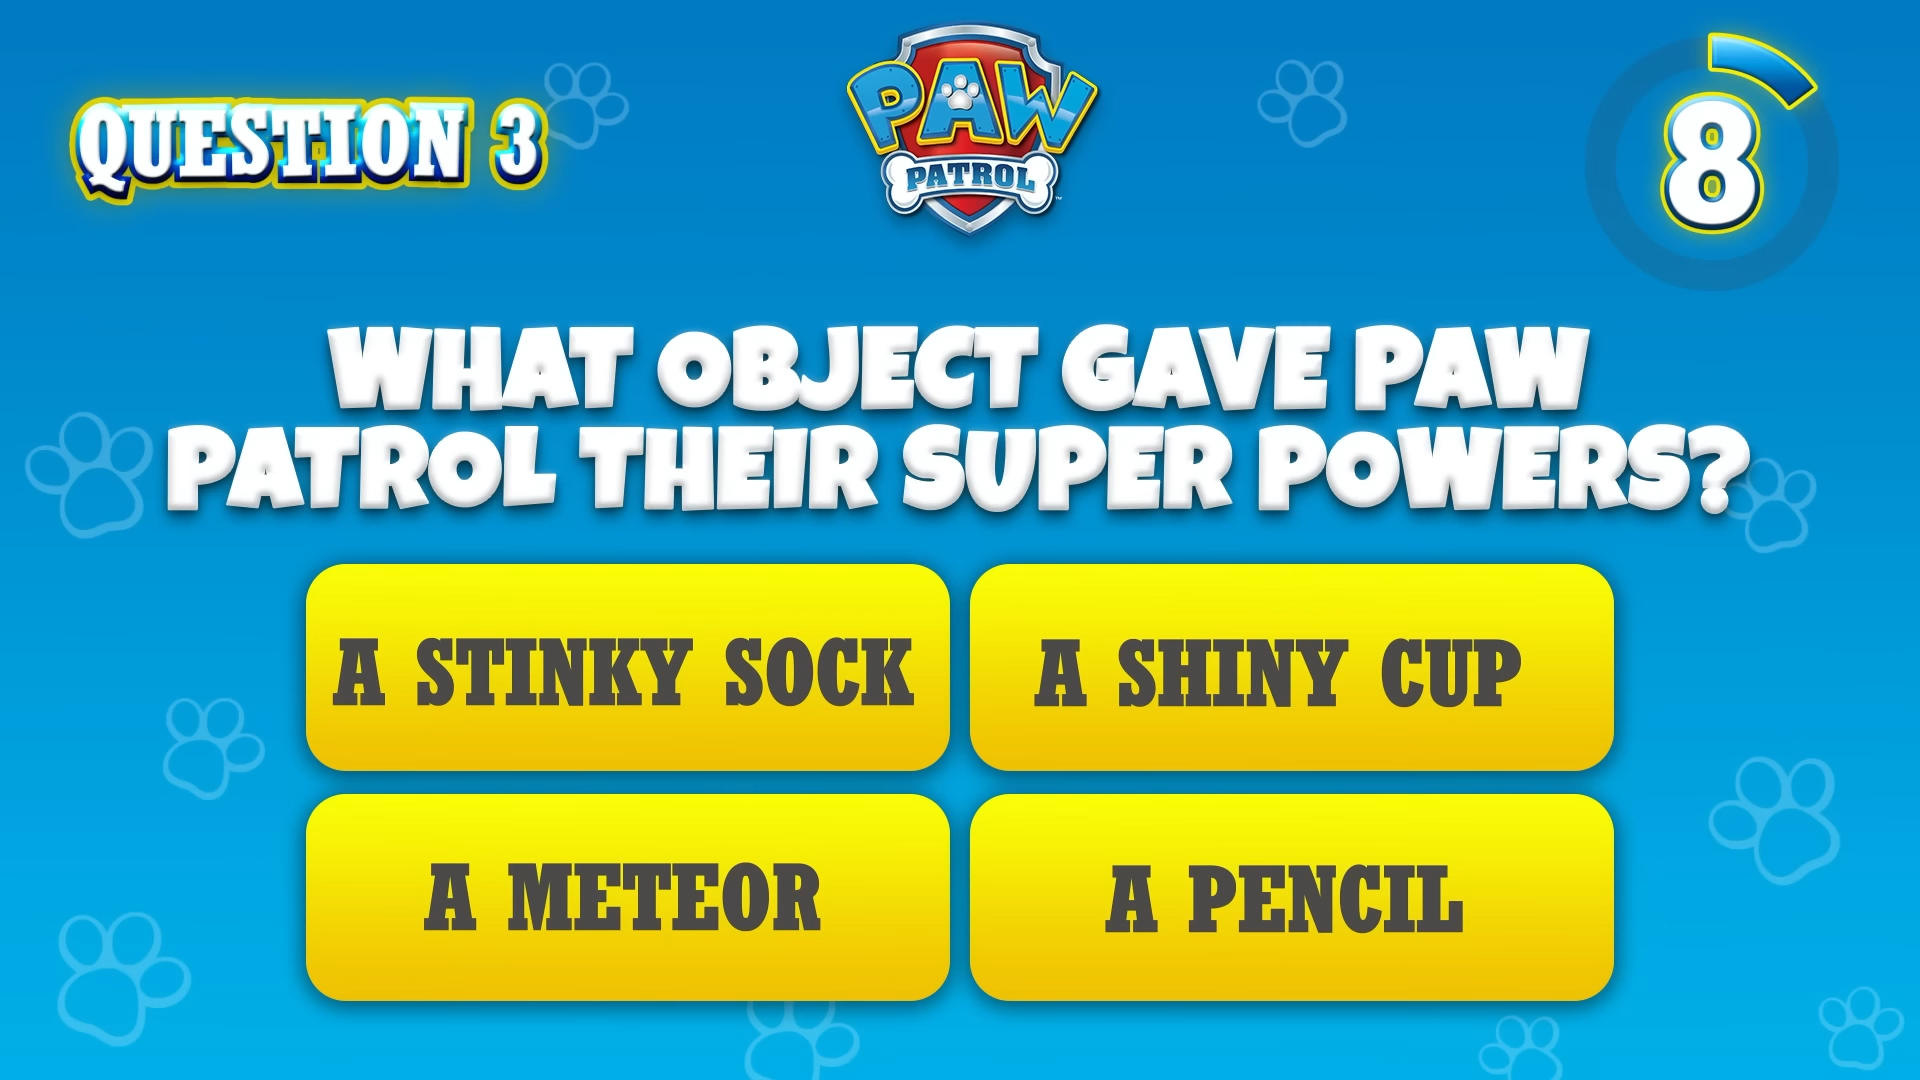 QUESTION 3
PAW
PATROL
8
WHAT OBJECT GAVE PAW
PATROL THEIR SUPER POWERS?
A STINKY SOCK
A SHINY CUP
A METEOR
A PENCIL